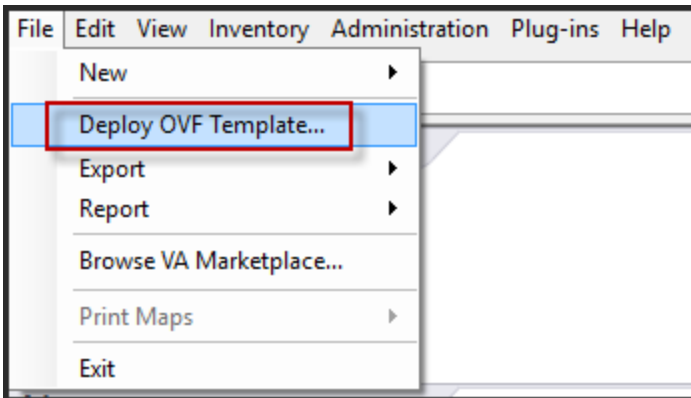 File Edit View Inventory Administration Plug-ins Help
New
Deploy OVF Template...
Export
Report
Browse VA Marketplace...
Print Maps
Exit